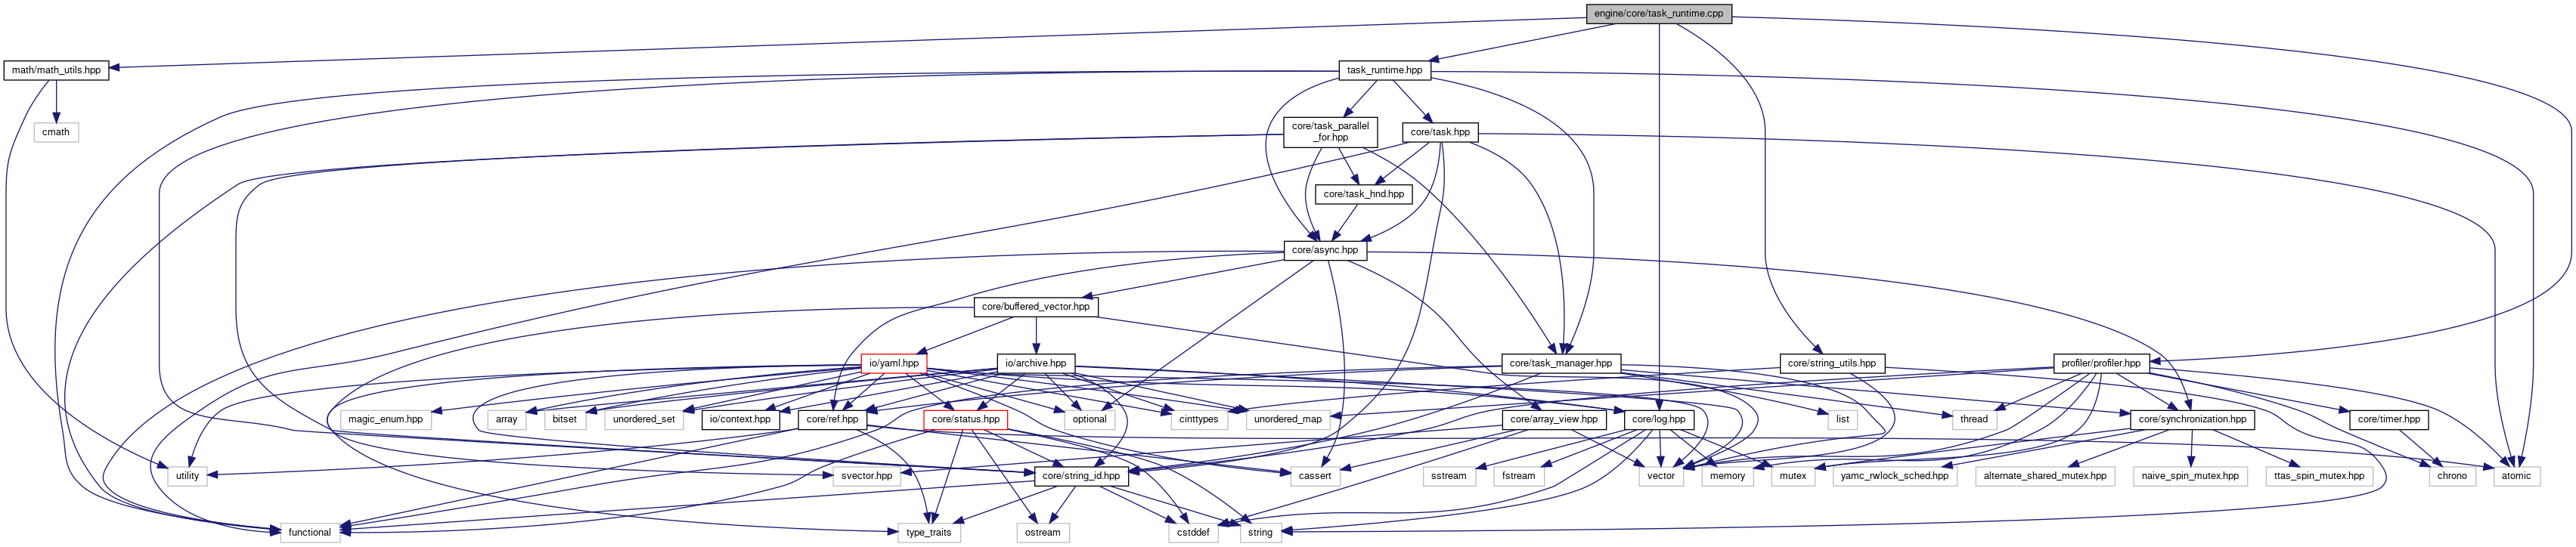 engine/core/task_runtime.cpp
math/math_utils.hpp
task_runtime.hpp
cmath
core/task_parallel
_for.hpp
core/task.hpp
core/task_hnd.hpp
core/async.hpp
core/buffered_vector.hpp
io/yaml.hpp
io/archive.hpp
core/task_manager.hpp
core/string_utils.hpp
profiler/profiler.hpp
magic_enum.hpp
array
bitset
unordered_set
io/context.hpp
core/ref.hpp
core/status.hpp
optional
cinttypes
unordered_map
core/array_view.hpp
core/log.hpp
list
thread
core/synchronization.hpp
core/timer.hpp
utility
svector.hpp
core/string_id.hpp
cassert
sstream
fstream
vector
memory
mutex
yamc_rwlock_sched.hpp
alternate_shared_mutex.hpp
naive_spin_mutex.hpp
ttas_spin_mutex.hpp
chrono
atomic
functional
type_traits
ostream
cstddef
string